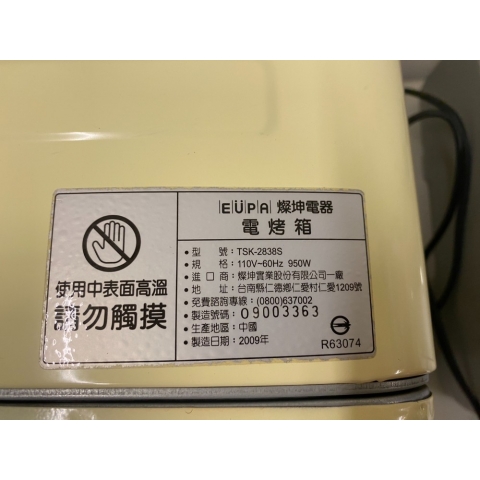 使用中表面高溫
請勿觸摸
EUPA 燦坤電器
電烤箱
•型 號:TSK-2838S
•規 格:110V~60Hz 950W
•進口商:燦坤實業股份有限公司一廠
•地 址:台南縣仁德鄉仁愛村仁愛1209號
•免費諮詢專線:(0800)637002
•製造號碼:09003363
•生產地區:中國
•製造日期:2009年
R63074